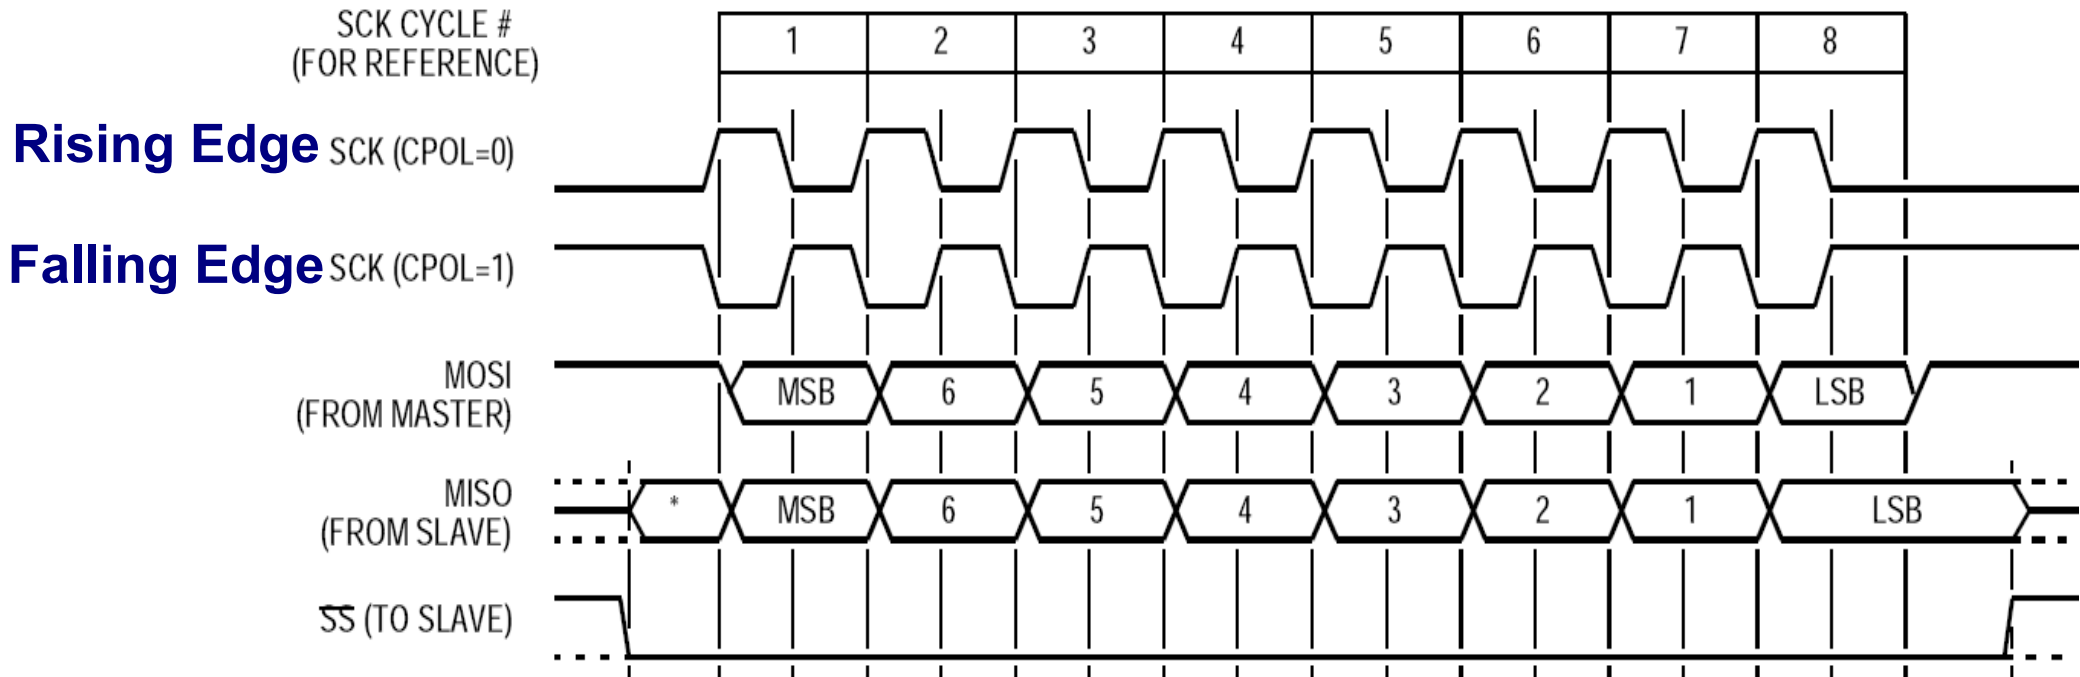 SCK CYCLE #
(FOR REFERENCE)
1 2 3 4 5 6 7 8
Rising Edge SCK (CPOL=0)
Falling Edge SCK (CPOL=1)
MOSI
(FROM MASTER)
MSB 6 5 4 3 2 1 LSB
MISO
(FROM SLAVE)
* MSB 6 5 4 3 2 1 LSB
S̅S̅ (TO SLAVE)